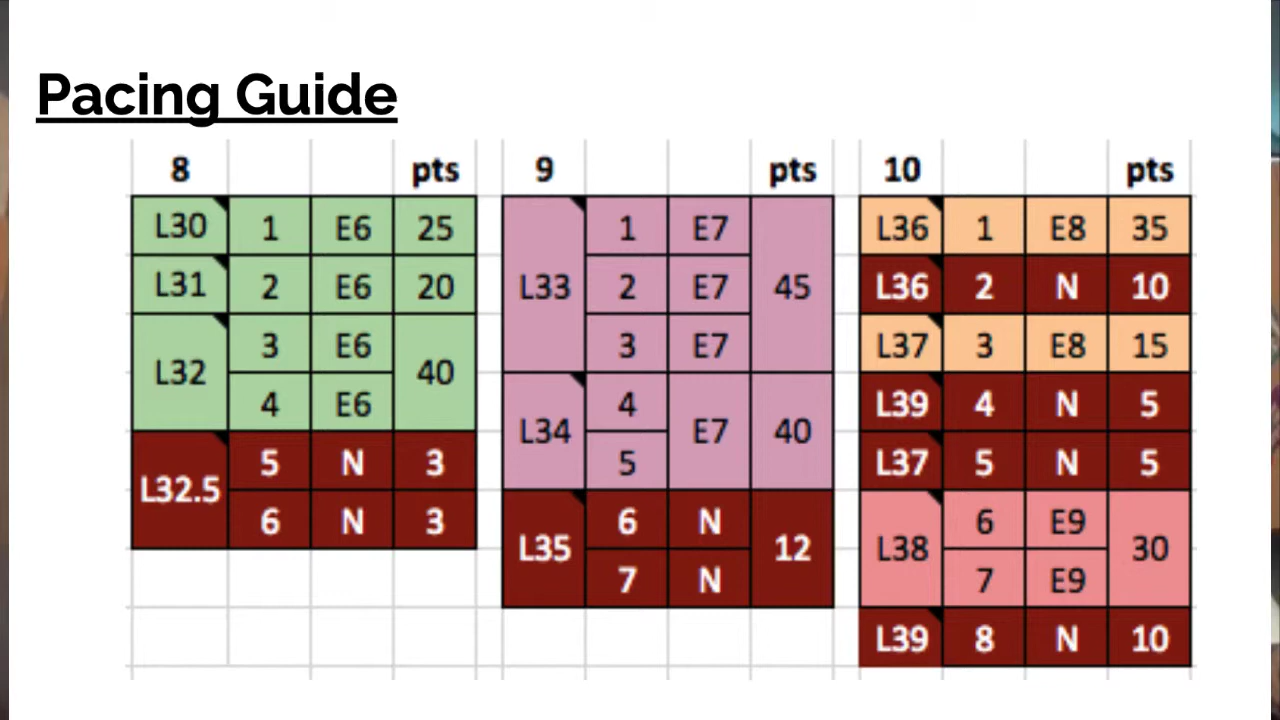 Pacing Guide
8 pts
L30 1 E6 25
L31 2 E6 20
L32 3 E6 40
4 E6
L32.5 5 N 3
6 N 3
9 pts
L33 1 E7 45
2 E7
3 E7
L34 4 E7 40
5
L35 6 N 12
7 N
10 pts
L36 1 E8 35
L36 2 N 10
L37 3 E8 15
L39 4 N 5
L37 5 N 5
L38 6 E9 30
7 E9
L39 8 N 10